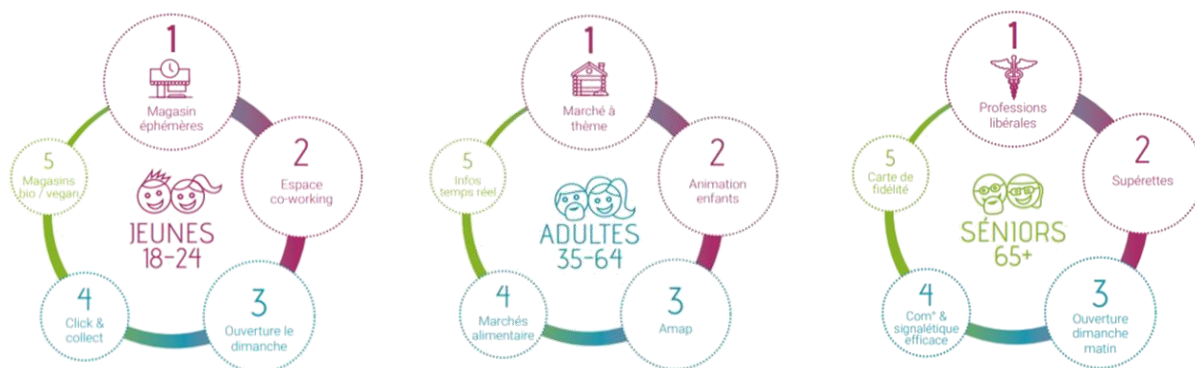 1
Magasin
éphémères
2
Espace
co-working
3
Ouverture le
dimanche
4
Click &
collect
5
Magasins
bio / vegan
JEUNES
18-24
1
Marché à
thème
2
Animation
enfants
3
Amap
4
Marchés
alimentaire
5
Infos
temps réel
ADULTES
35-64
1
Professions
libérales
2
Supérettes
3
Ouverture
dimanche
matin
4
Com° &
signalétique
efficace
5
Carte de
fidélité
SÉNIORS
65+